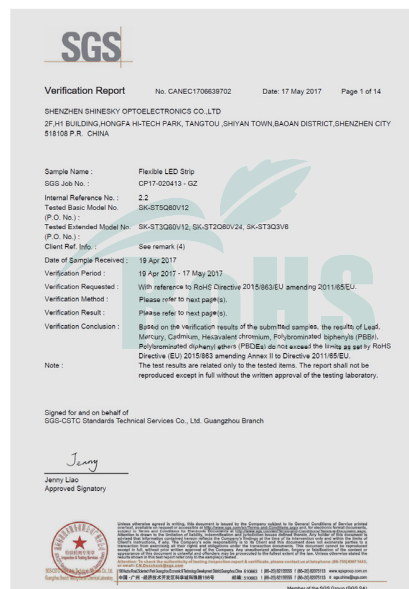 SGS
Verification Report No. CANEC1706639702 Date: 17 May 2017 Page 1 of 14
SHENZHEN SHINESKY OPTOELECTRONICS CO.,LTD
2F,H1 BUILDING,HONGFA HI-TECH PARK, TANGTOU ,SHIYAN TOWN,BAOAN DISTRICT,SHENZHEN CITY
518108 P.R. CHINA
Sample Name : Flexible LED Strip
SGS Job No. : CP17-020413 - GZ
Internal Reference No. : 2.2
Tested Basic Model No. SK-ST5Q60V12
(P.O. No.) :
Tested Extended Model No. SK-ST3Q60V12, SK-ST2Q60V24, SK-ST3Q3V6
(P.O. No.) :
Client Ref. Info. : See remark (4)
Date of Sample Received : 19 Apr 2017
Verification Period : 19 Apr 2017 - 17 May 2017
Verification Requested : With reference to RoHS Directive 2015/863/EU amending 2011/65/EU.
Verification Method : Please refer to next page(s).
Verification Result : Please refer to next page(s).
Verification Conclusion : Based on the verification results of the submitted samples, the results of Lead,
Mercury, Cadmium, Hexavalent chromium, Polybrominated biphenyls (PBBs),
Polybrominated diphenyl ethers (PBDEs) do not exceed the limits as set by RoHS
Directive (EU) 2015/863 amending Annex II to Directive 2011/65/EU.
Note : The test results are related only to the tested items. The report shall not be
reproduced except in full without the written approval of the testing laboratory.
RoHS
Signed for and on behalf of
SGS-CSTC Standards Technical Services Co., Ltd. Guangzhou Branch
Jenny
Jenny Liao
Approved Signatory
Member of the SGS Group (SGS SA)